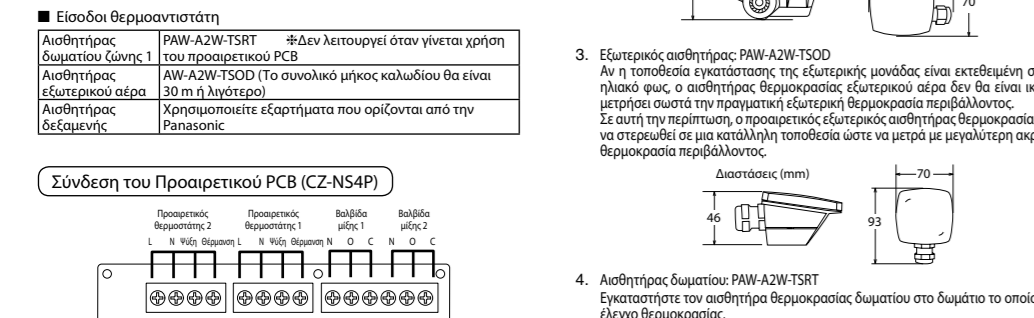 ■ Είσοδοι θερμοαντιστάτη
Αισθητήρας δωματίου ζώνης 1
PAW-A2W-TSRT ❉Δεν λειτουργεί όταν γίνεται χρήση
του προαιρετικού PCB
Αισθητήρας
εξωτερικού αέρα
AW-A2W-TSOD (Το συνολικό μήκος καλωδίου θα είναι
30 m ή λιγότερο)
Αισθητήρας
δεξαμενής
Χρησιμοποιείτε εξαρτήματα που ορίζονται από την
Panasonic
Σύνδεση του Προαιρετικού PCB (CZ-NS4P)
Προαιρετικός
θερμοστάτης 2
Προαιρετικός
θερμοστάτης 1
Βαλβίδα
μίξης 1
Βαλβίδα
μίξης 2
L N Ψύξη Θέρμανση L N Ψύξη Θέρμανση N O C N O C
70
3. Εξωτερικός αισθητήρας: PAW-A2W-TSOD
Αν η τοποθεσία εγκατάστασης της εξωτερικής μονάδας είναι εκτεθειμένη
ηλιακό φως, ο αισθητήρας θερμοκρασίας εξωτερικού αέρα δεν θα είναι
μετρήσει σωστά την πραγματική εξωτερική θερμοκρασία περιβάλλοντος.
Σε αυτή την περίπτωση, ο προαιρετικός εξωτερικός αισθητήρας θερμοκρασία
να στερεωθεί σε μια κατάλληλη τοποθεσία ώστε να μετρά με μεγαλύτερη
θερμοκρασία περιβάλλοντος.
Διαστάσεις (mm)
70
46
93
4. Αισθητήρας δωματίου: PAW-A2W-TSRT
Εγκαταστήστε τον αισθητήρα θερμοκρασίας δωματίου στο δωμάτιο το
έλεγχο θερμοκρασίας.